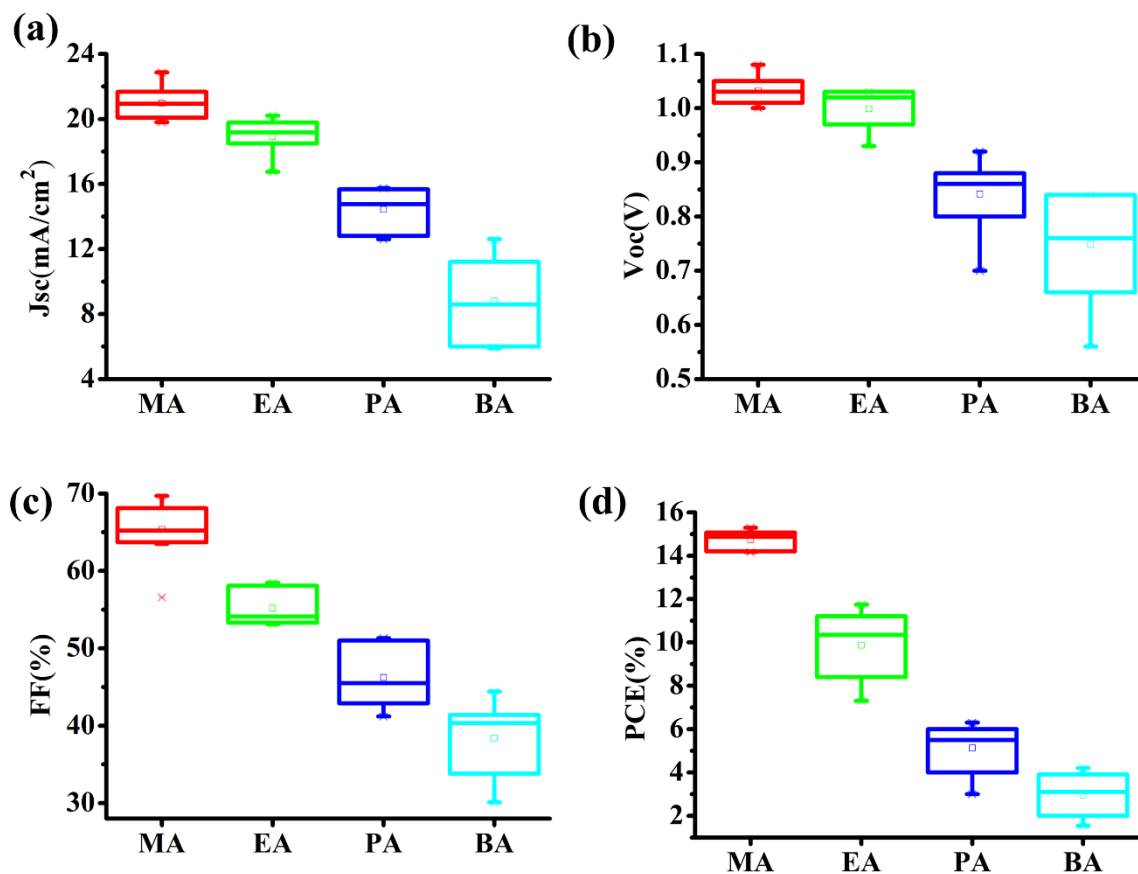 (a)
Jsc(mA/cm²)
24
20
16
12
8
4
MA EA PA BA
(b)
Voc(V)
1.1
1.0
0.9
0.8
0.7
0.6
0.5
MA EA PA BA
(c)
FF(%)
70
60
50
40
30
MA EA PA BA
(d)
PCE(%)
16
14
12
10
8
6
4
2
MA EA PA BA